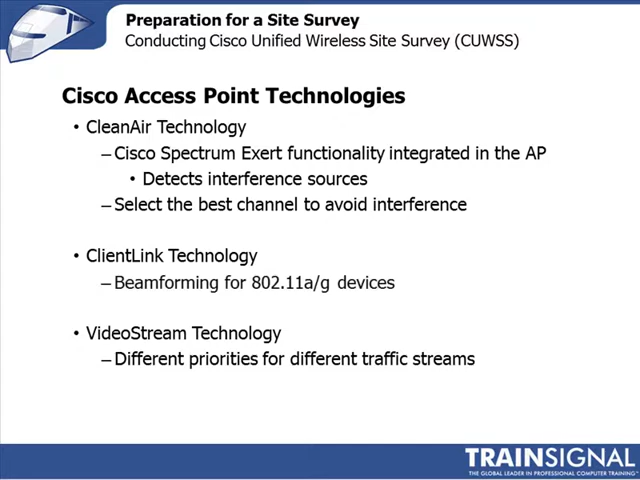 Preparation for a Site Survey
Conducting Cisco Unified Wireless Site Survey (CUWSS)
Cisco Access Point Technologies
• CleanAir Technology
– Cisco Spectrum Exert functionality integrated in the AP
• Detects interference sources
– Select the best channel to avoid interference
• ClientLink Technology
– Beamforming for 802.11a/g devices
• VideoStream Technology
– Different priorities for different traffic streams
TRAINSIGNAL
THE GLOBAL LEADER IN PROFESSIONAL COMPUTER TRAINING